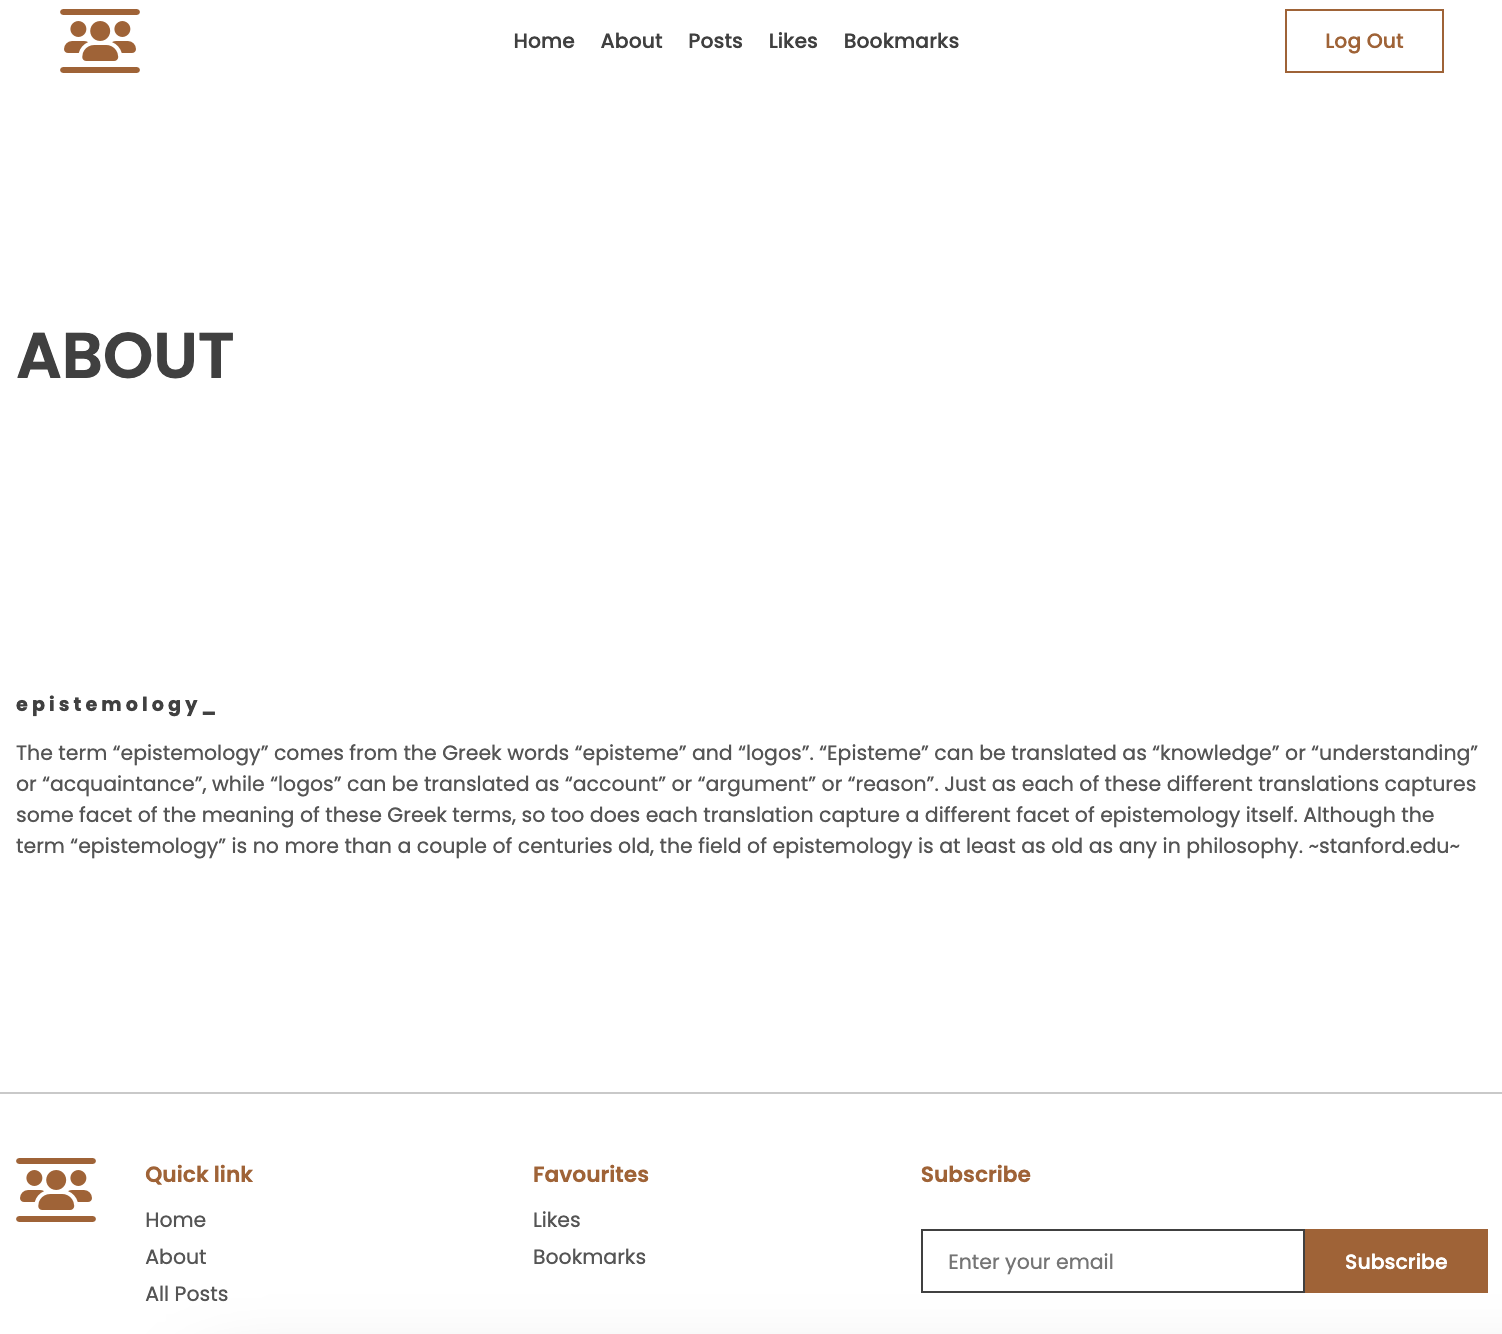 Home About Posts Likes Bookmarks Log Out
ABOUT
epistemology_
The term “epistemology” comes from the Greek words “episteme” and “logos”. “Episteme” can be translated as “knowledge” or “understanding”
or “acquaintance”, while “logos” can be translated as “account” or “argument” or “reason”. Just as each of these different translations captures
some facet of the meaning of these Greek terms, so too does each translation capture a different facet of epistemology itself. Although the
term “epistemology” is no more than a couple of centuries old, the field of epistemology is at least as old as any in philosophy. ~stanford.edu~
Quick link
Home
About
All Posts
Favourites
Likes
Bookmarks
Subscribe
Enter your email Subscribe